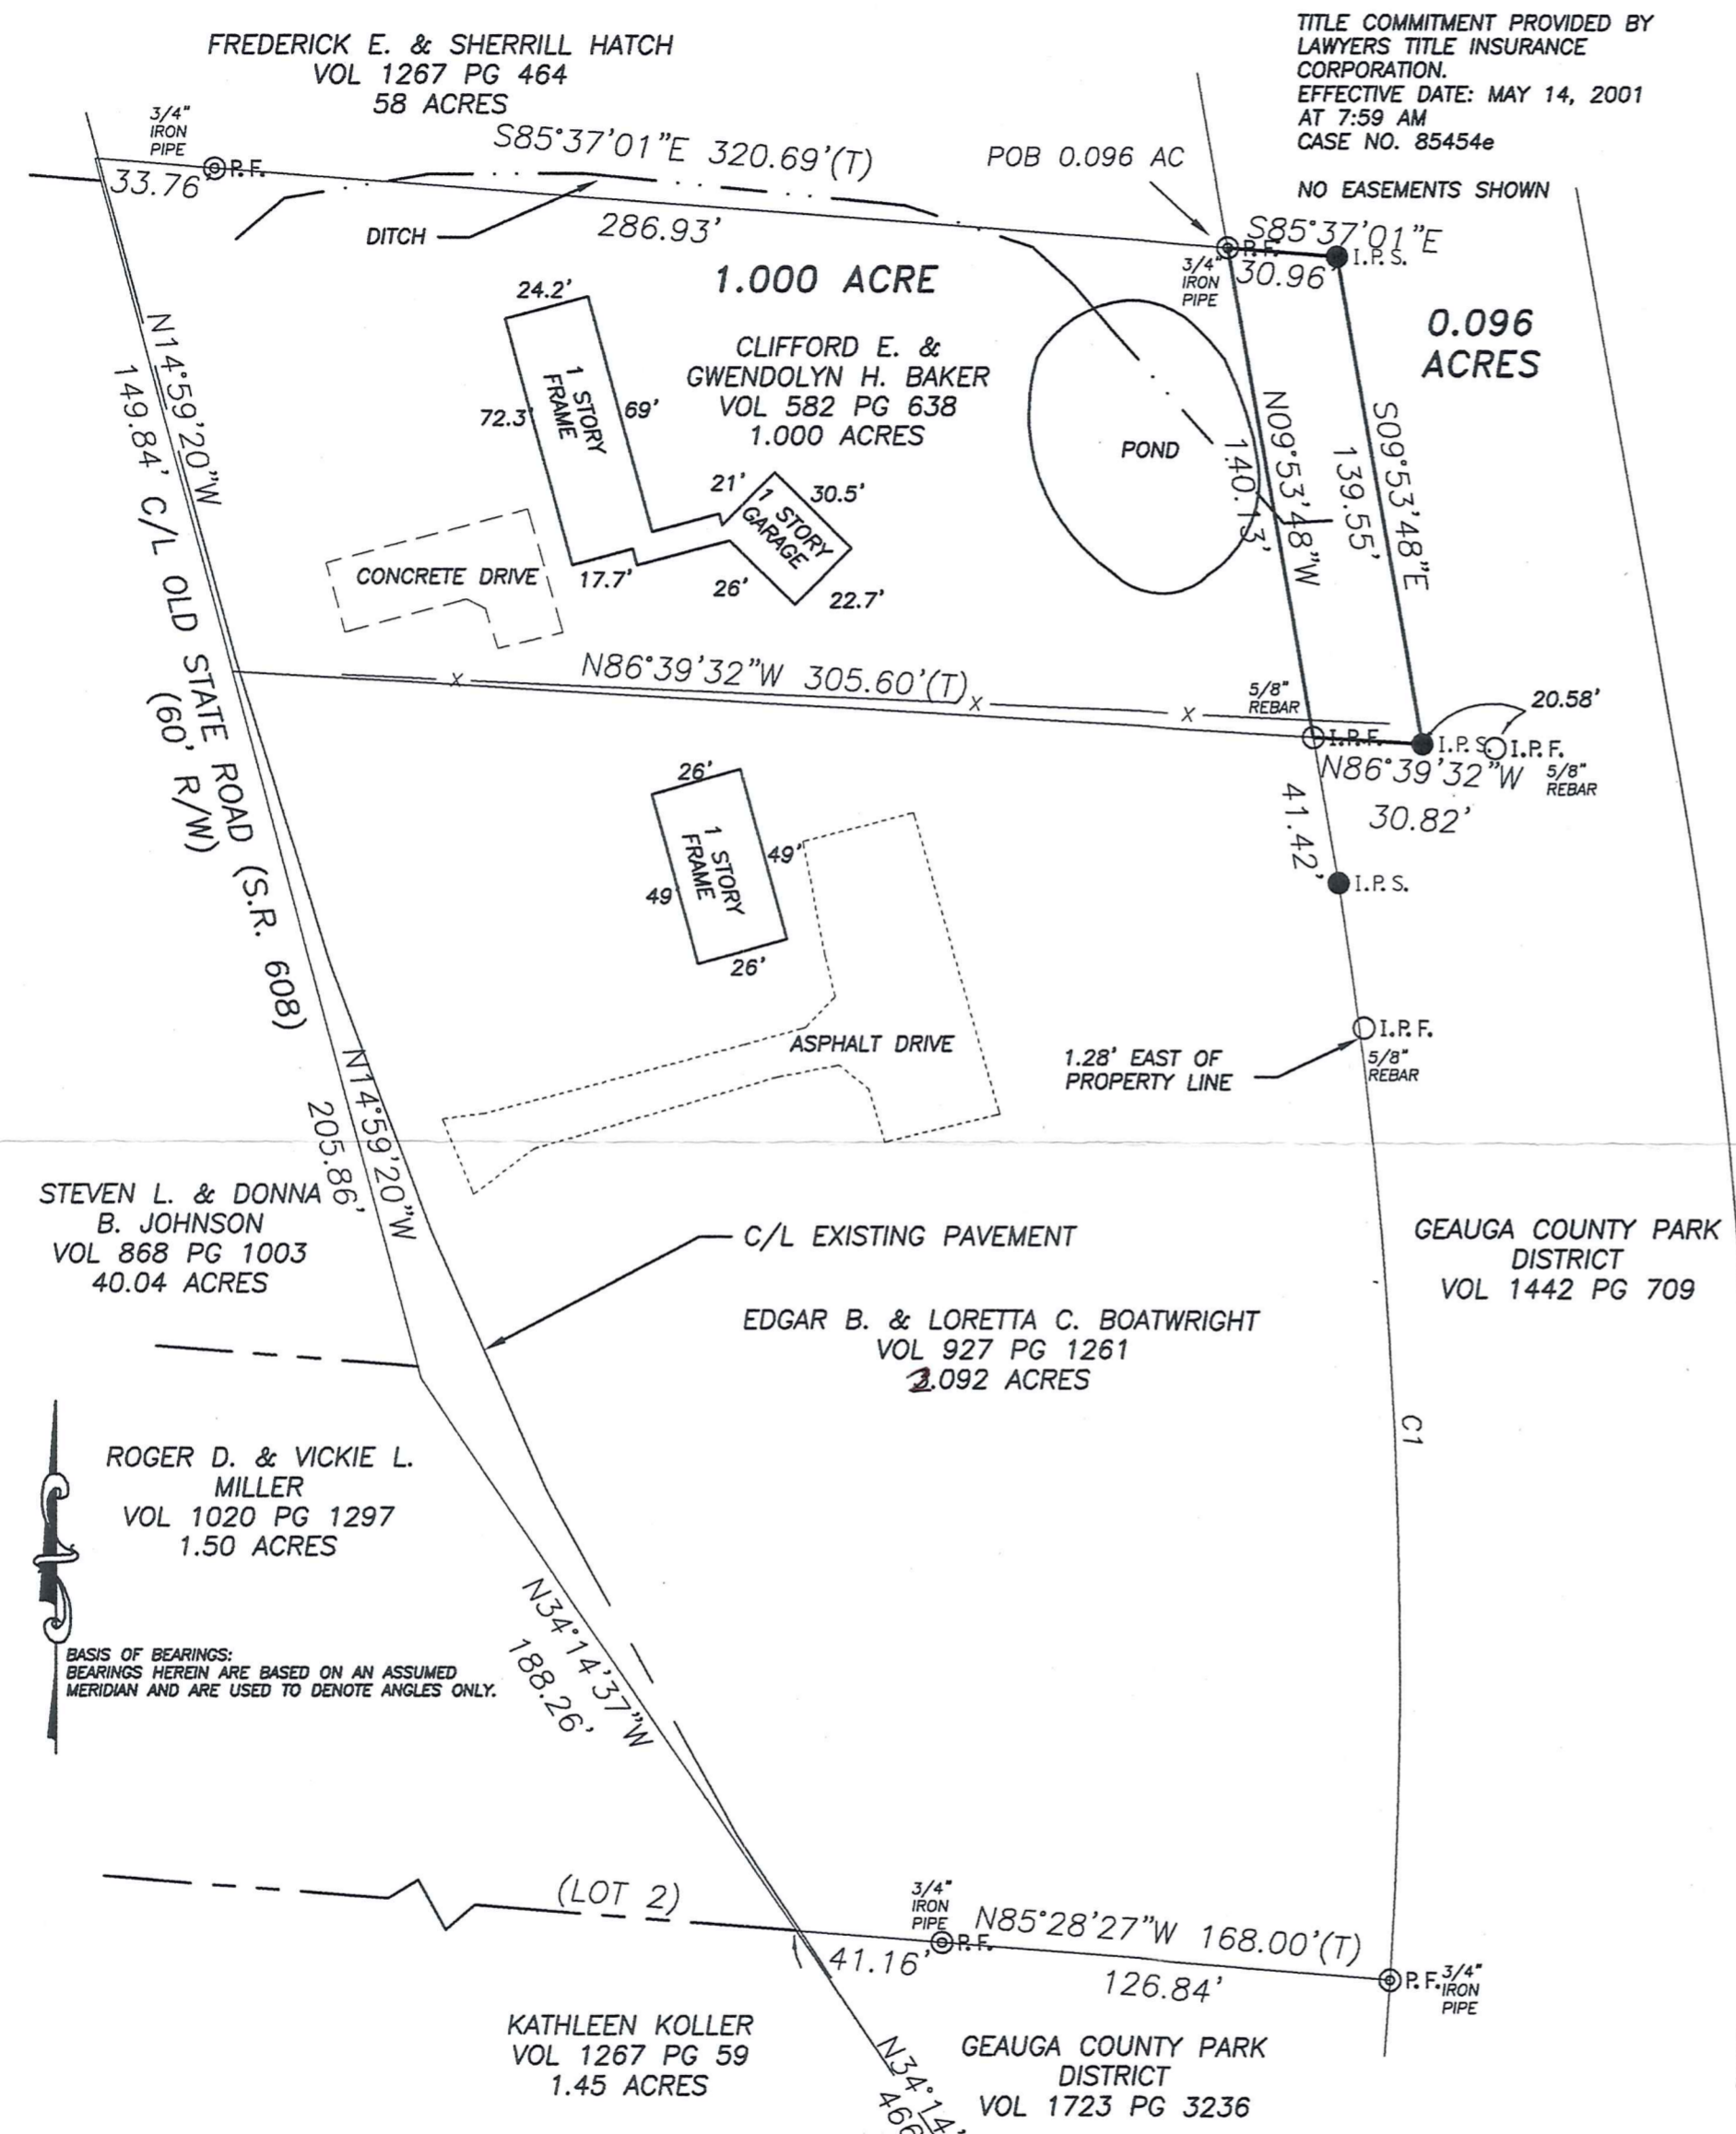 FREDERICK E. & SHERRILL HATCH
VOL 1267 PG 464
58 ACRES
TITLE COMMITMENT PROVIDED BY
LAWYERS TITLE INSURANCE
CORPORATION.
EFFECTIVE DATE: MAY 14, 2001
AT 7:59 AM
CASE NO. 85454e
NO EASEMENTS SHOWN
3/4"
IRON
PIPE
P.F.
33.76'
S85°37'01"E 320.69'(T)
DITCH
286.93'
POB 0.096 AC
S85°37'01"E
P.F.
I.P.S.
30.96'
3/4"
IRON
PIPE
1.000 ACRE
0.096
ACRES
CLIFFORD E. &
GWENDOLYN H. BAKER
VOL 582 PG 638
1.000 ACRES
24.2'
1 STORY
FRAME
72.3'
69'
21'
30.5'
1 STORY
GARAGE
17.7'
26'
22.7'
CONCRETE DRIVE
POND
N09°53'48"W
140.13'
S09°53'48"E
139.55'
N14°59'20"W
149.84' C/L OLD STATE ROAD (S.R. 608)
(60' R/W)
N86°39'32"W 305.60'(T)
X
X
X
5/8"
REBAR
I.P.F.
I.P.S.
I.P.F.
20.58'
N86°39'32"W
5/8"
REBAR
30.82'
41.42'
I.P.S.
26'
1 STORY
FRAME
49'
49'
26'
ASPHALT DRIVE
I.P.F.
5/8"
REBAR
1.28' EAST OF
PROPERTY LINE
N14°59'20"W
205.86'
STEVEN L. & DONNA
B. JOHNSON
VOL 868 PG 1003
40.04 ACRES
C/L EXISTING PAVEMENT
GEAUGA COUNTY PARK
DISTRICT
VOL 1442 PG 709
EDGAR B. & LORETTA C. BOATWRIGHT
VOL 927 PG 1261
.092 ACRES
C1
ROGER D. & VICKIE L.
MILLER
VOL 1020 PG 1297
1.50 ACRES
BASIS OF BEARINGS:
BEARINGS HEREIN ARE BASED ON AN ASSUMED
MERIDIAN AND ARE USED TO DENOTE ANGLES ONLY.
N34°14'37"W
188.26'
(LOT 2)
3/4"
IRON
PIPE
P.F.
N85°28'27"W 168.00'(T)
41.16'
126.84'
P.F.
3/4"
IRON
PIPE
KATHLEEN KOLLER
VOL 1267 PG 59
1.45 ACRES
GEAUGA COUNTY PARK
DISTRICT
VOL 1723 PG 3236
N34°14'
466